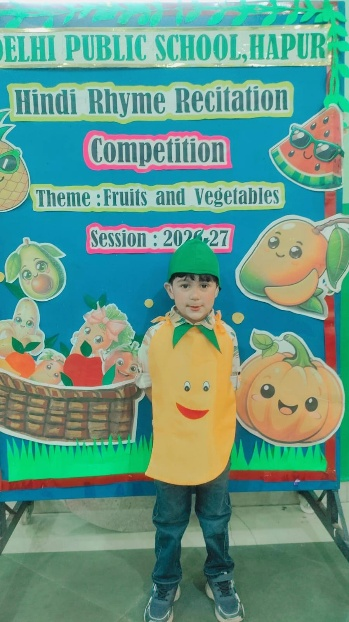 DELHI PUBLIC SCHOOL, HAPUR
Hindi Rhyme Recitation
Competition
Theme : Fruits and Vegetables
Session : 2026-27